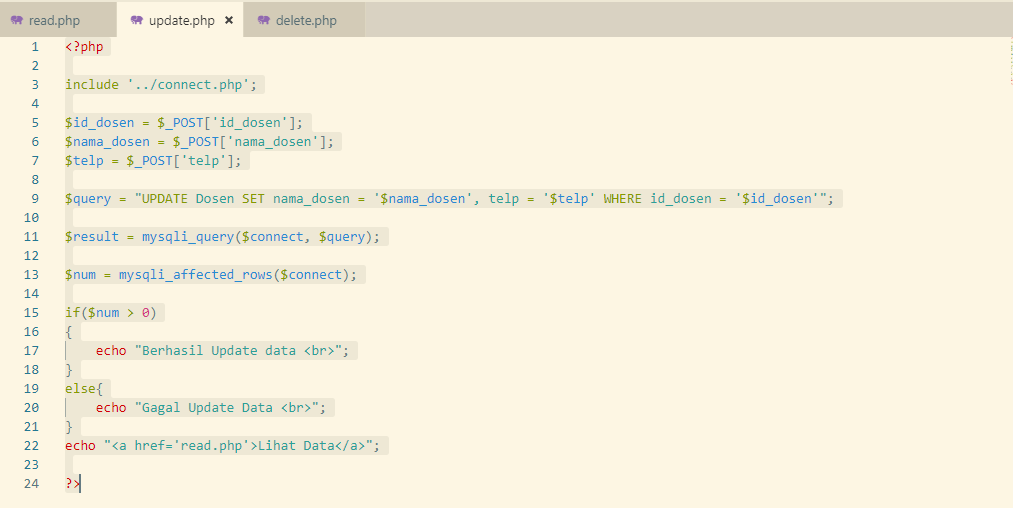 read.php update.php × delete.php
1 <?php
2
3 include '../connect.php';
4
5 $id_dosen = $_POST['id_dosen'];
6 $nama_dosen = $_POST['nama_dosen'];
7 $telp = $_POST['telp'];
8
9 $query = "UPDATE Dosen SET nama_dosen = '$nama_dosen', telp = '$telp' WHERE id_dosen = '$id_dosen'";
10
11 $result = mysqli_query($connect, $query);
12
13 $num = mysqli_affected_rows($connect);
14
15 if($num > 0)
16 {
17     echo "Berhasil Update data <br>";
18 }
19 else{
20     echo "Gagal Update Data <br>";
21 }
22 echo "<a href='read.php'>Lihat Data</a>";
23
24 ?>